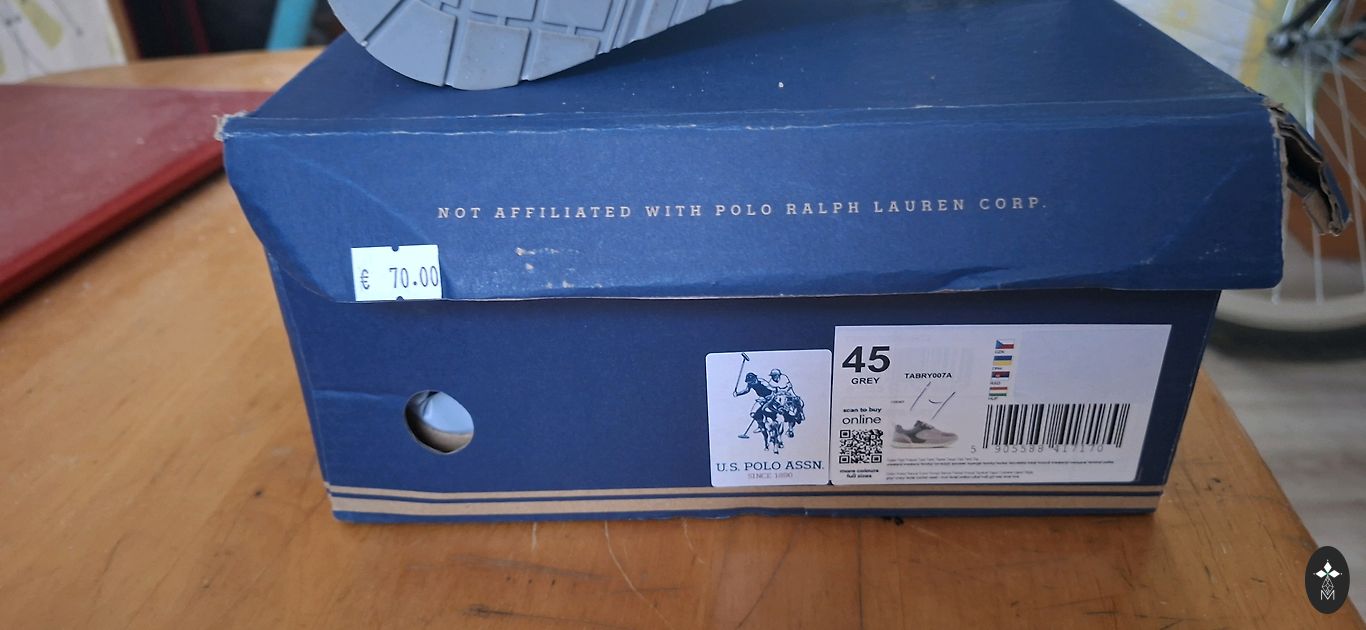 NOT AFFILIATED WITH POLO RALPH LAUREN CORP.
€ 70.00
U.S. POLO ASSN.
SINCE 1890
45
GREY
TABRY007A
scan to buy
online
more colours
full sizes
CZK
5 905588 417170
M